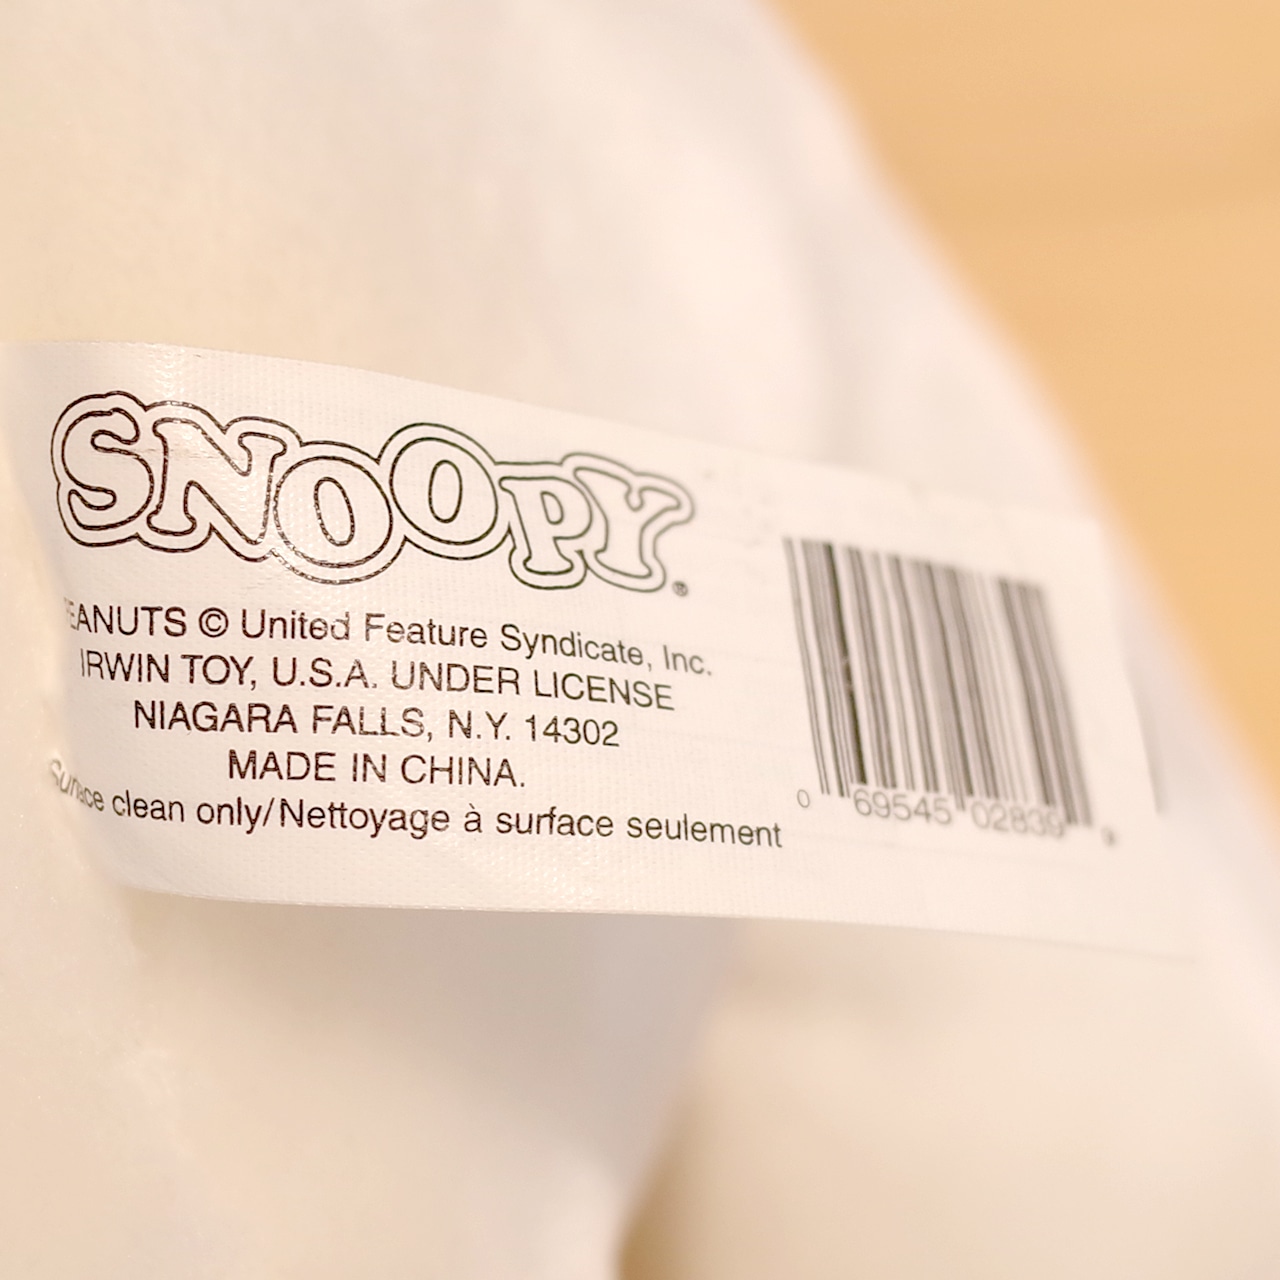 SNOOPY®
PEANUTS © United Feature Syndicate, Inc.
IRWIN TOY, U.S.A. UNDER LICENSE
NIAGARA FALLS, N.Y. 14302
MADE IN CHINA.
Surface clean only/Nettoyage à surface seulement
0 69545 02839 9